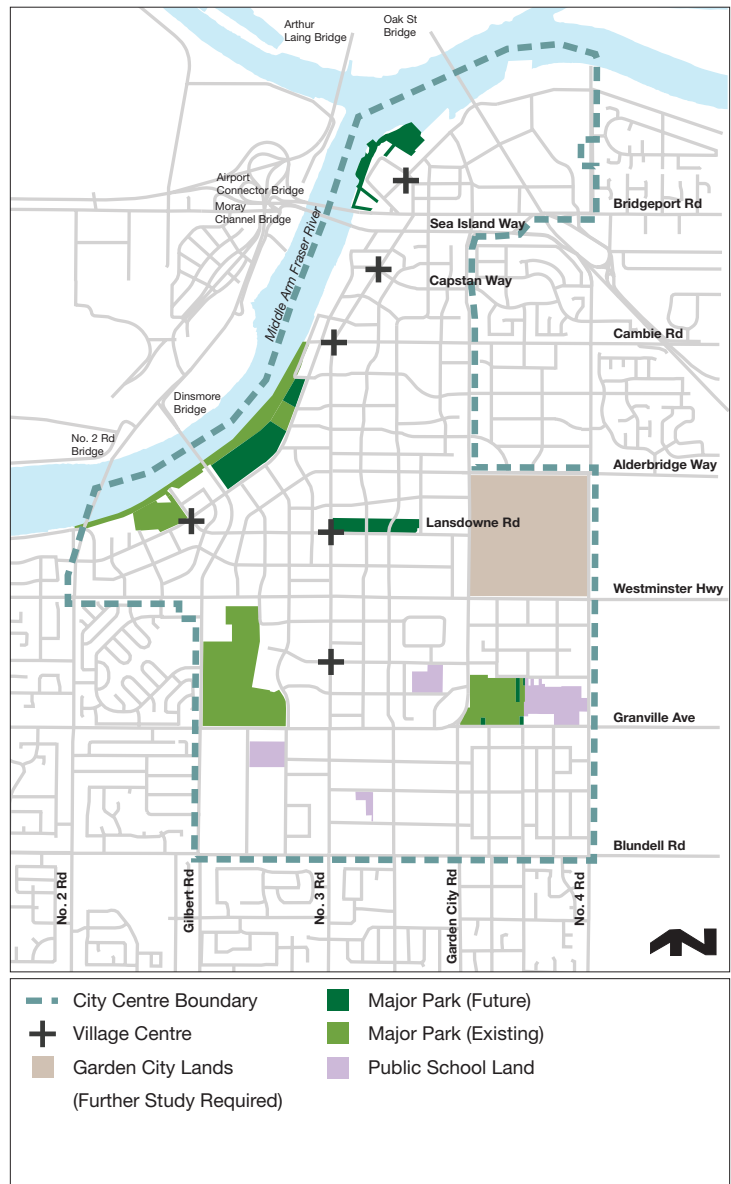 Arthur
Laing Bridge
Oak St
Bridge
Airport
Connector Bridge
Moray
Channel Bridge
Bridgeport Rd
Sea Island Way
Middle Arm Fraser River
Capstan Way
Cambie Rd
Dinsmore
Bridge
No. 2 Rd
Bridge
Alderbridge Way
Lansdowne Rd
Westminster Hwy
Granville Ave
Blundell Rd
No. 2 Rd
Gilbert Rd
No. 3 Rd
Garden City Rd
No. 4 Rd
N
City Centre Boundary
Village Centre
Garden City Lands
(Further Study Required)
Major Park (Future)
Major Park (Existing)
Public School Land